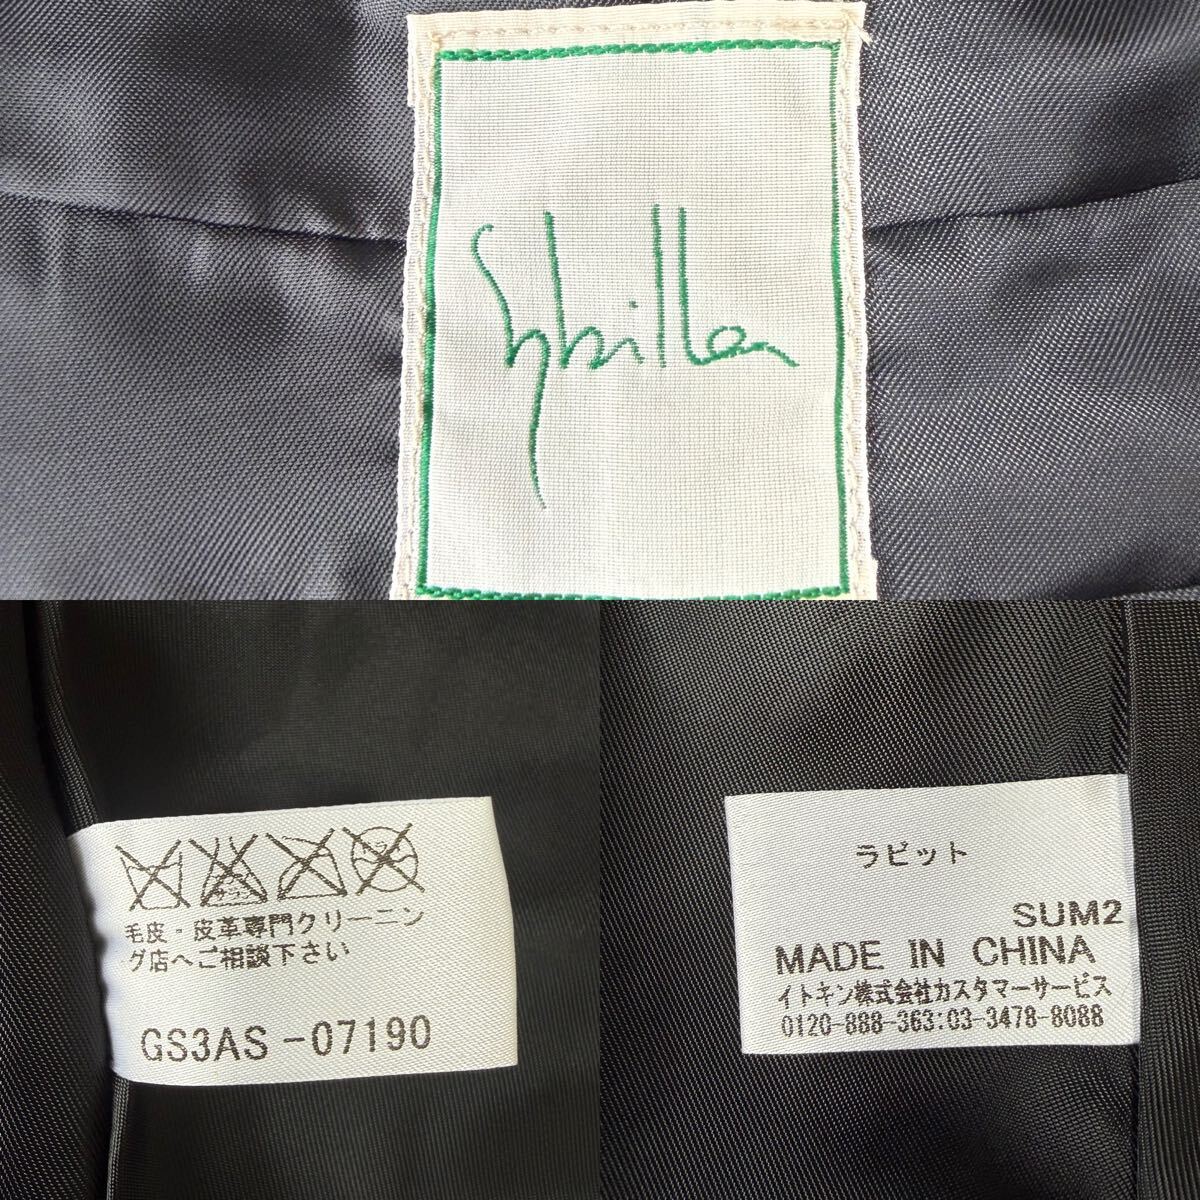 Sybilla
毛皮・皮革専門クリーニン
グ店へご相談下さい
GS3AS-07190
ラビット
SUM2
MADE IN CHINA
イトキン株式会社カスタマーサービス
0120-888-363:03-3478-8088